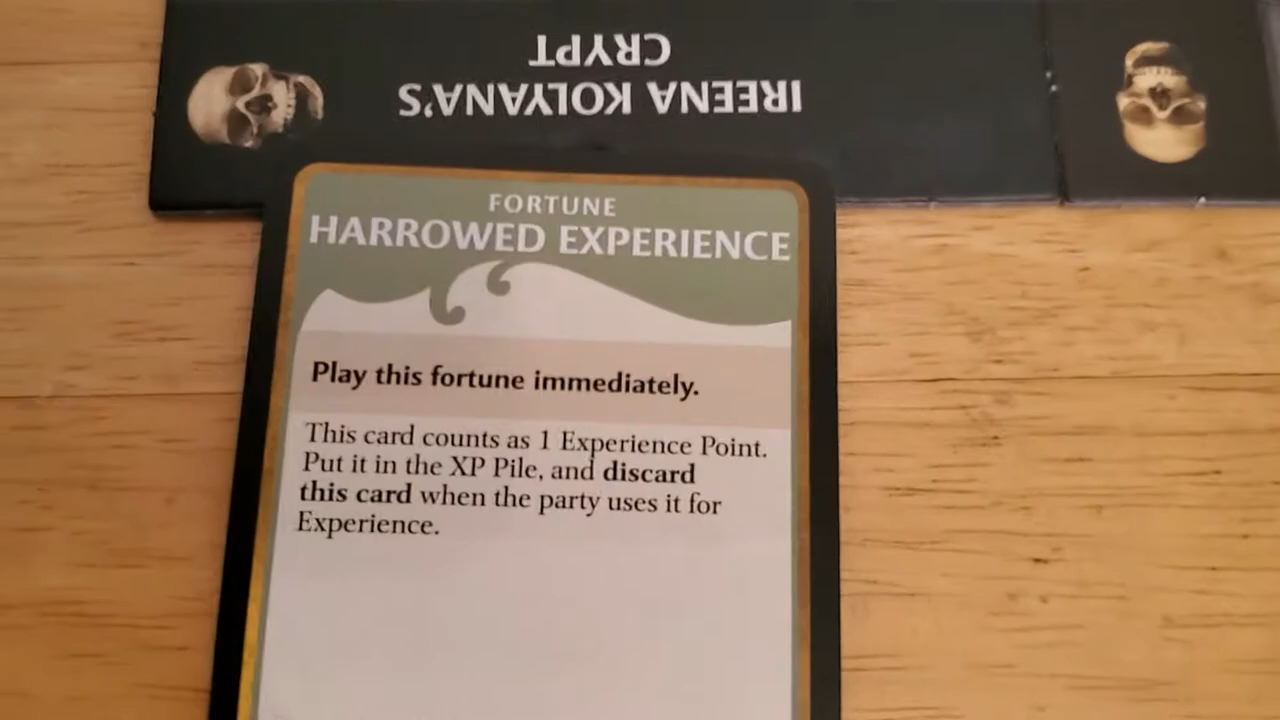 IREENA KOLYANA'S
CRYPT
FORTUNE
HARROWED EXPERIENCE
Play this fortune immediately.
This card counts as 1 Experience Point.
Put it in the XP Pile, and discard
this card when the party uses it for
Experience.